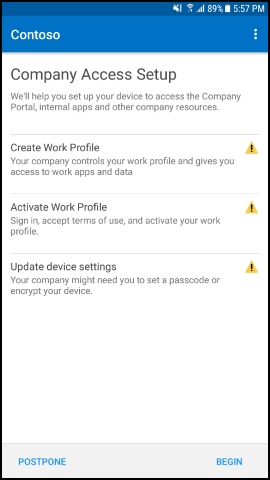 89% 5:57 PM
Contoso
Company Access Setup
We'll help you set up your device to access the Company
Portal, internal apps and other company resources.
Create Work Profile
Your company controls your work profile and gives you
access to work apps and data
Activate Work Profile
Sign in, accept terms of use, and activate your work
profile.
Update device settings
Your company might need you to set a passcode or
encrypt your device.
POSTPONE BEGIN